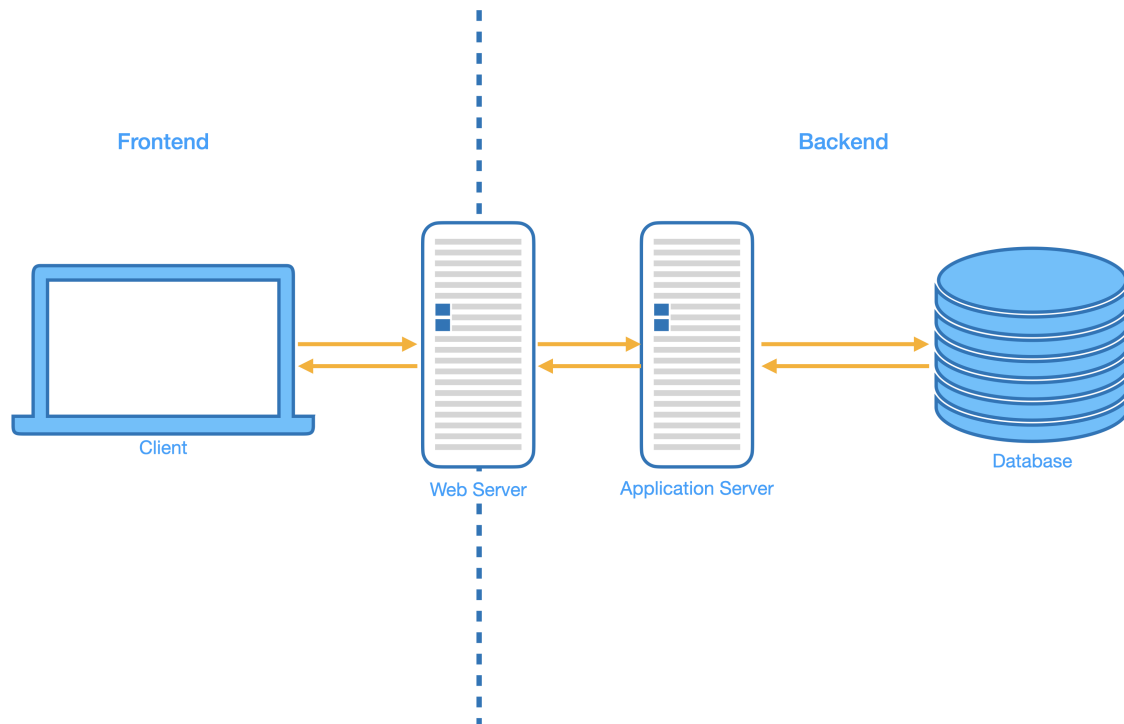 Frontend
Backend
Client
Web Server
Application Server
Database